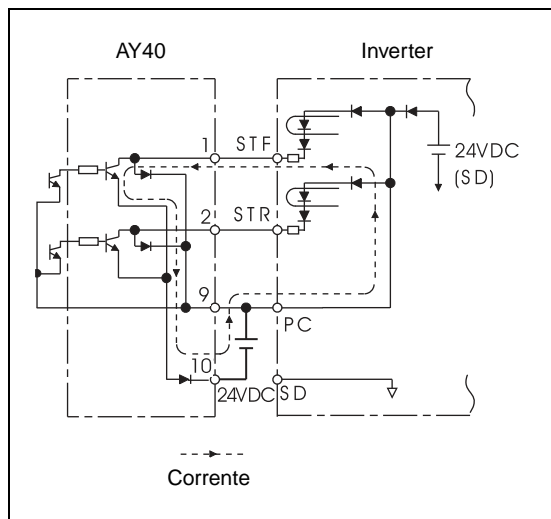 AY40
Inverter
1
STF
24VDC
(SD)
2
STR
9
PC
10
24VDC
SD
Corrente